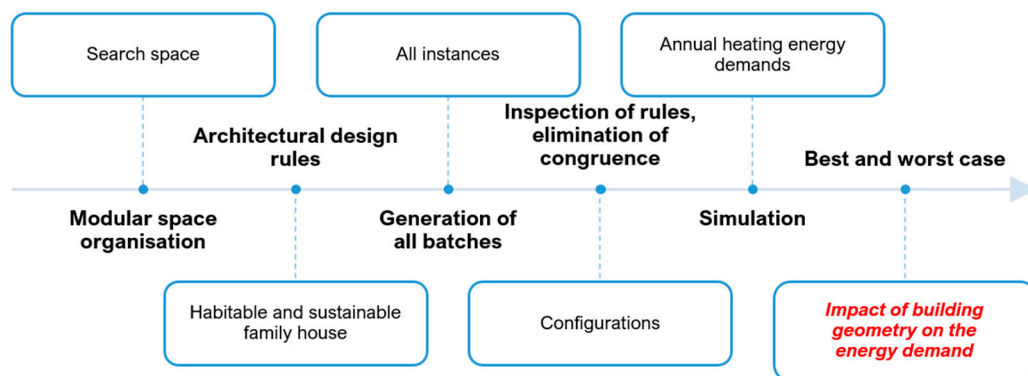 Search space
All instances
Annual heating energy
demands
Architectural design
rules
Inspection of rules,
elimination of
congruence
Best and worst case
Modular space
organisation
Generation of
all batches
Simulation
Habitable and sustainable
family house
Configurations
Impact of building
geometry on the
energy demand